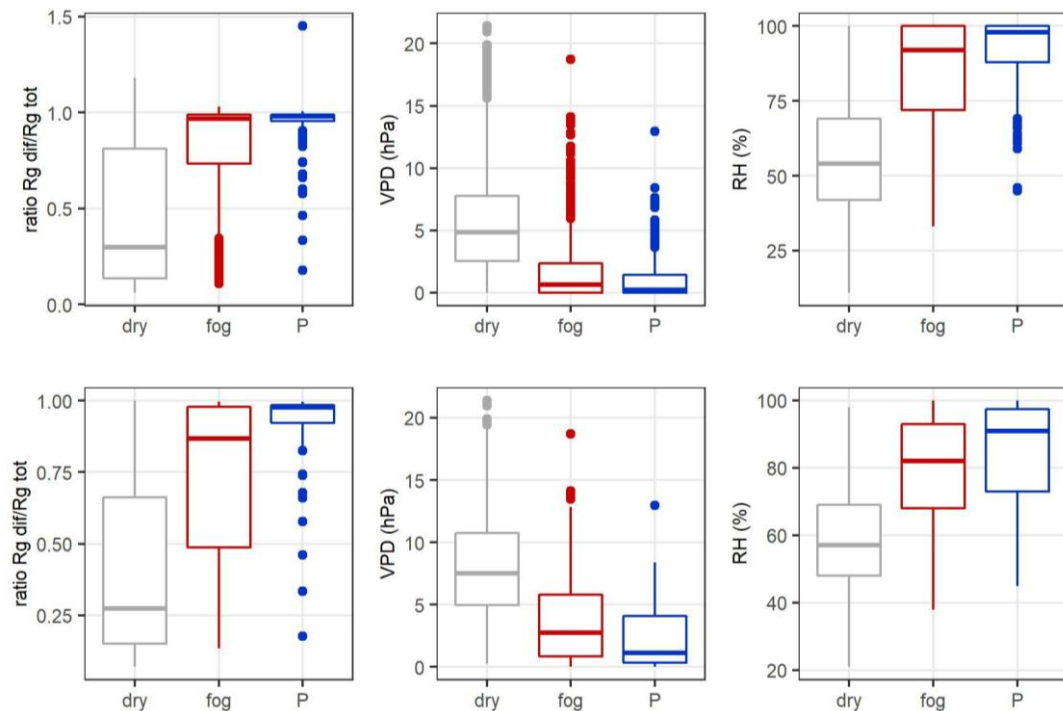 ratio Rg dif/Rg tot
1.5
1.0
0.5
0.0
dry fog P
VPD (hPa)
20
15
10
5
0
dry fog P
RH (%)
100
75
50
25
dry fog P
ratio Rg dif/Rg tot
1.00
0.75
0.50
0.25
dry fog P
VPD (hPa)
20
15
10
5
0
dry fog P
RH (%)
100
80
60
40
20
dry fog P